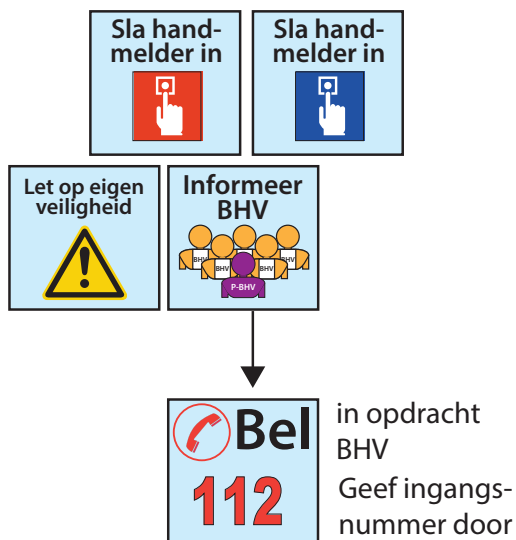 Sla hand-
melder in
Sla hand-
melder in
Let op eigen
veiligheid
Informeer
BHV
BHV
BHV
BHV
BHV
P-BHV
Bel
112
in opdracht
BHV
Geef ingangs-
nummer door